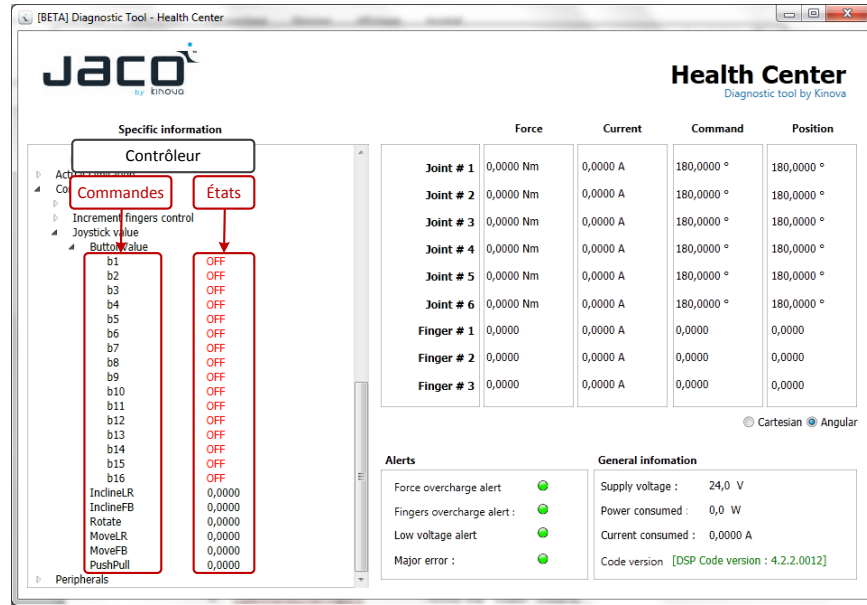 [BETA] Diagnostic Tool - Health Center
Jaco
by kinova
Health Center
Diagnostic tool by Kinova
Specific information
Contrôleur
Commandes États
Increment fingers control
Joystick value
ButtonValue
b1 OFF
b2 OFF
b3 OFF
b4 OFF
b5 OFF
b6 OFF
b7 OFF
b8 OFF
b9 OFF
b10 OFF
b11 OFF
b12 OFF
b13 OFF
b14 OFF
b15 OFF
b16 OFF
InclineLR 0,0000
InclineFB 0,0000
Rotate 0,0000
MoveLR 0,0000
MoveFB 0,0000
PushPull 0,0000
Peripherals
Force Current Command Position
Joint # 1 0,0000 Nm 0,0000 A 180,0000 ° 180,0000 °
Joint # 2 0,0000 Nm 0,0000 A 180,0000 ° 180,0000 °
Joint # 3 0,0000 Nm 0,0000 A 180,0000 ° 180,0000 °
Joint # 4 0,0000 Nm 0,0000 A 180,0000 ° 180,0000 °
Joint # 5 0,0000 Nm 0,0000 A 180,0000 ° 180,0000 °
Joint # 6 0,0000 Nm 0,0000 A 180,0000 ° 180,0000 °
Finger # 1 0,0000 0,0000 A 0,0000 0,0000
Finger # 2 0,0000 0,0000 A 0,0000 0,0000
Finger # 3 0,0000 0,0000 A 0,0000 0,0000
Cartesian Angular
Alerts
Force overcharge alert
Fingers overcharge alert :
Low voltage alert
Major error :
General infomation
Supply voltage : 24,0 V
Power consumed : 0,0 W
Current consumed : 0,0000 A
Code version [DSP Code version : 4.2.2.0012]